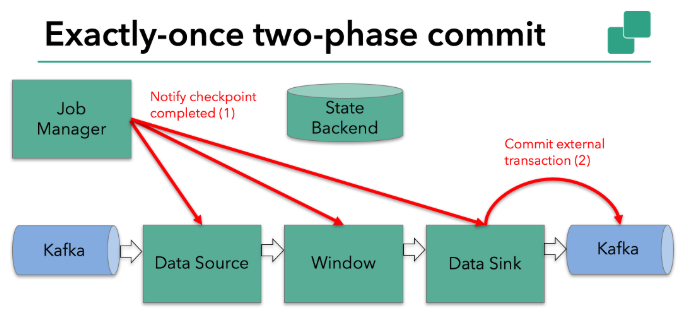 Exactly-once two-phase commit
Job
Manager
Notify checkpoint
completed (1)
State
Backend
Commit external
transaction (2)
Kafka
Data Source
Window
Data Sink
Kafka